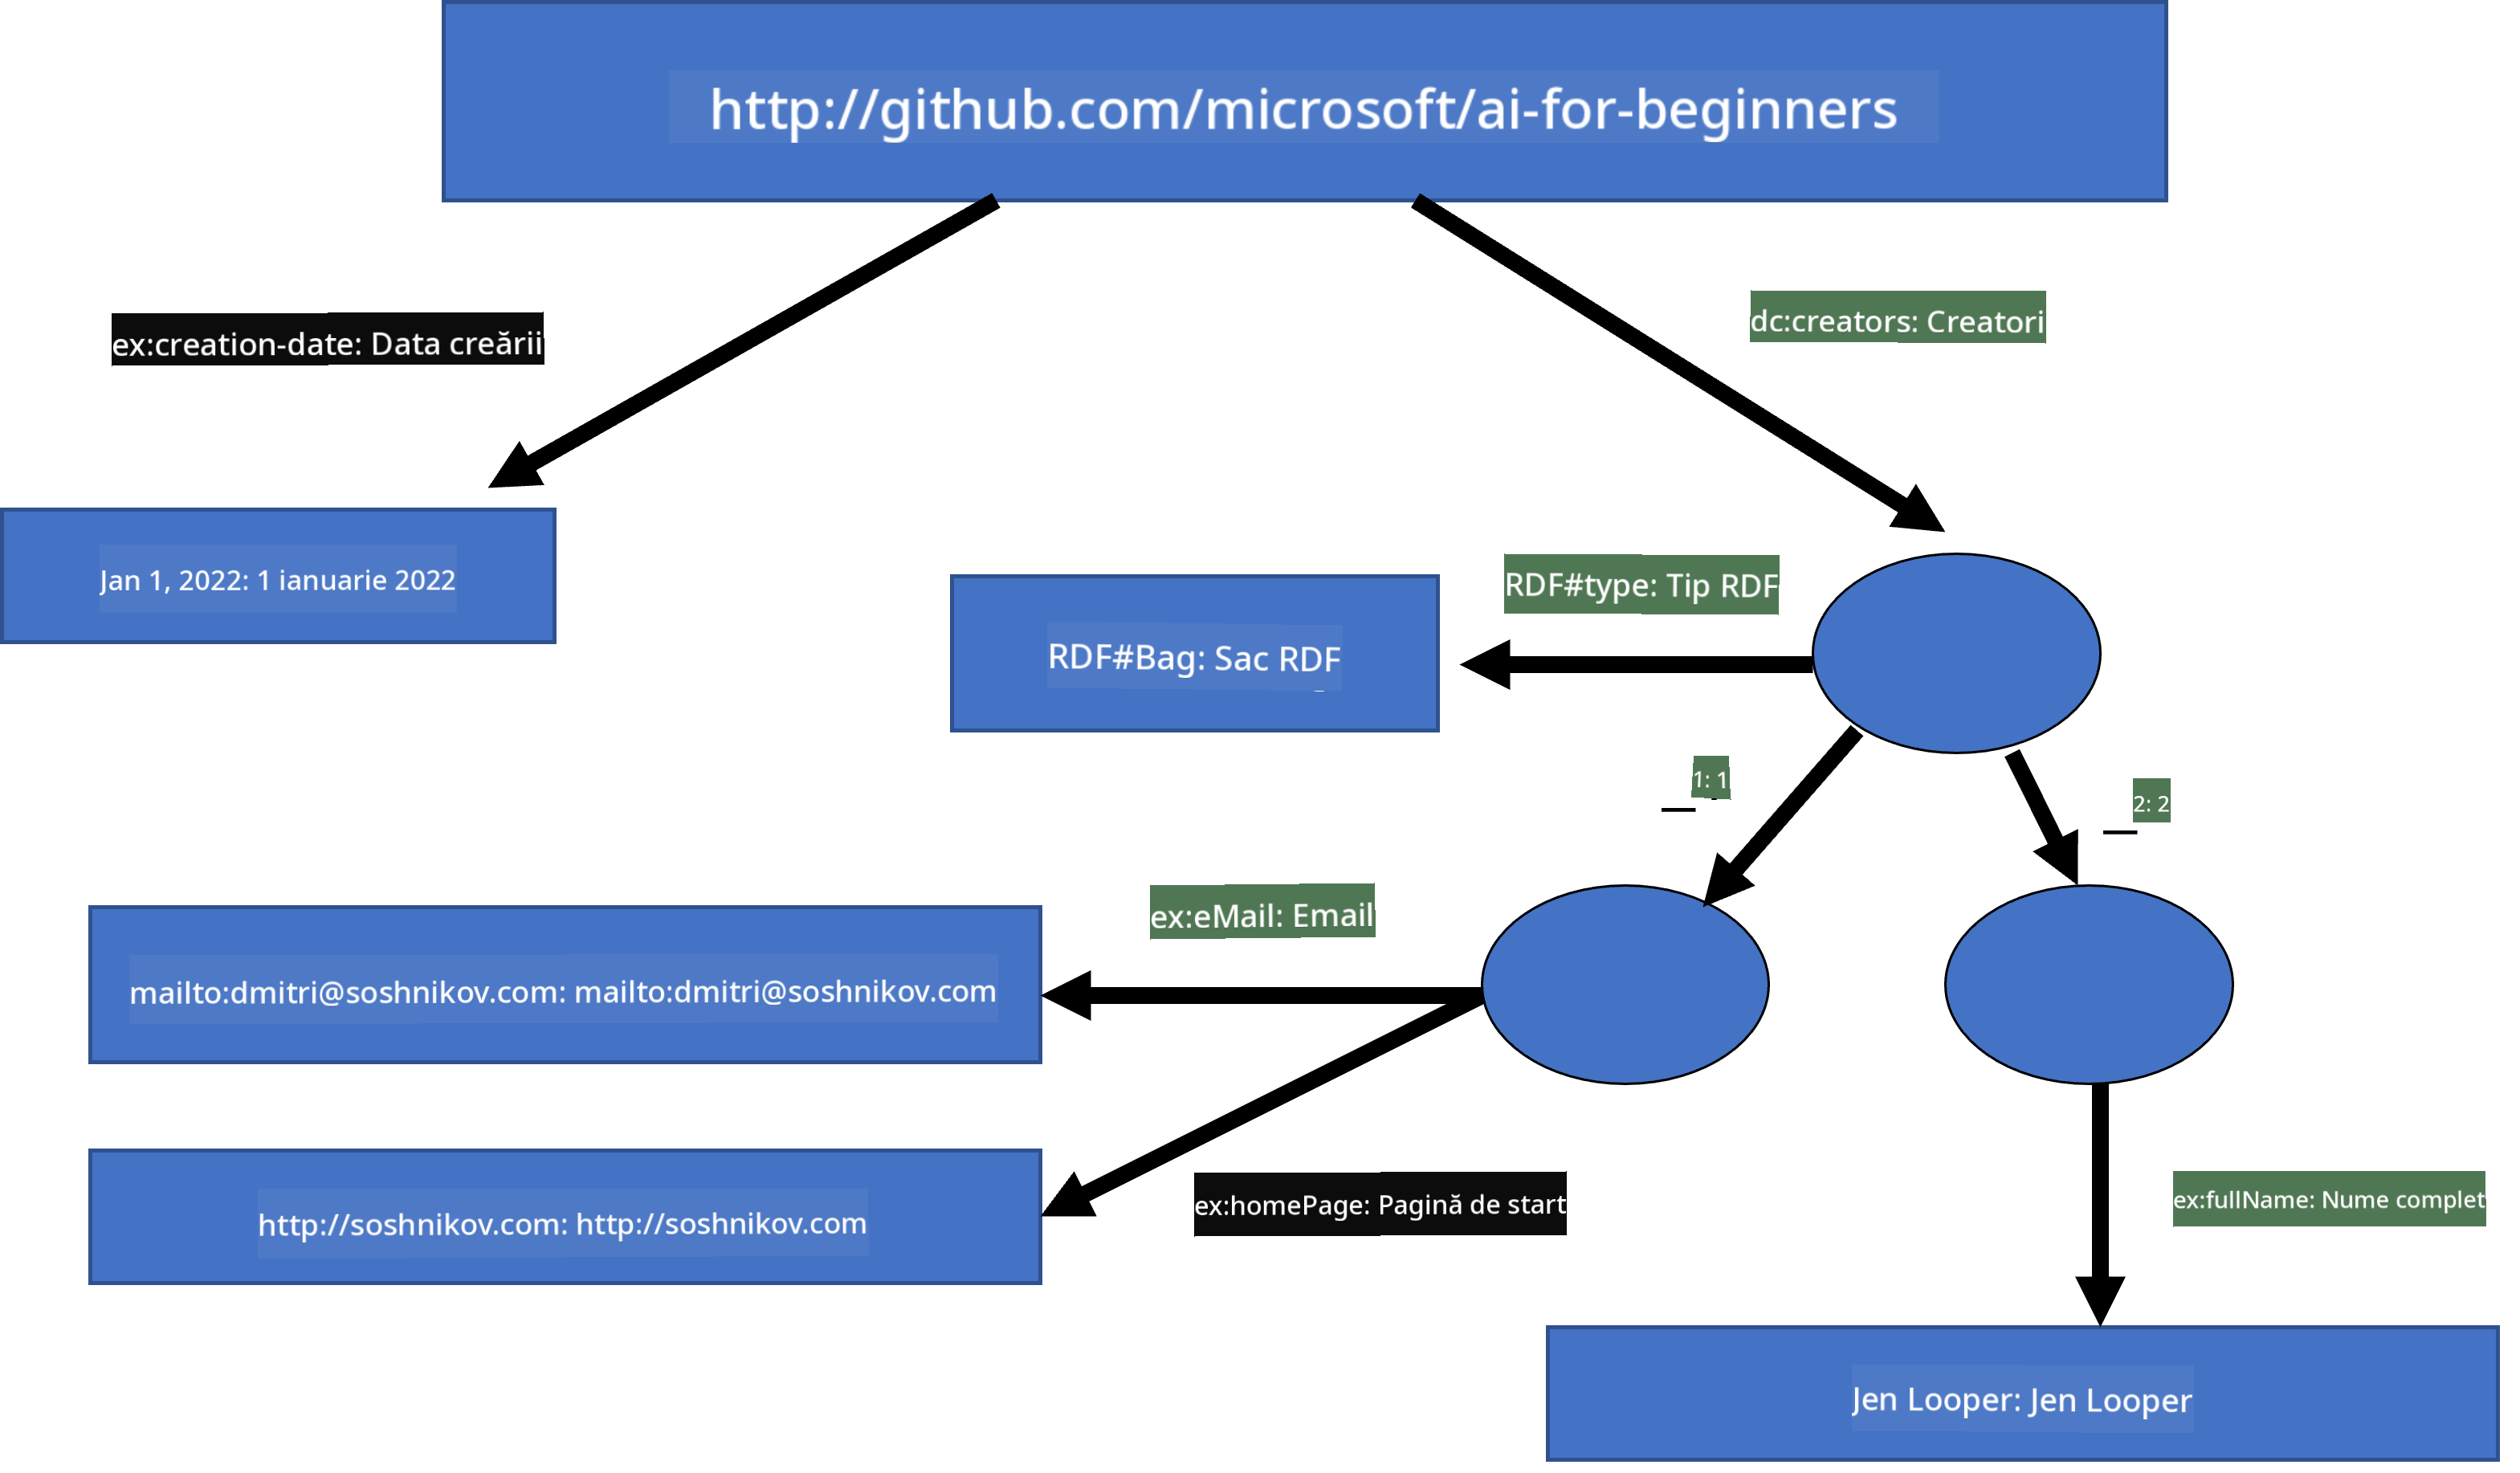 http://github.com/microsoft/ai-for-beginners
dc:creators: Creatori
ex:creation-date: Data creării
Jan 1, 2022: 1 ianuarie 2022
RDF#type: Tip RDF
RDF#Bag: Sac RDF
1: 1
2: 2
ex:eMail: Email
mailto:dmitri@soshnikov.com: mailto:dmitri@soshnikov.com
ex:homePage: Pagină de start
ex:fullName: Nume complet
http://soshnikov.com: http://soshnikov.com
Jen Looper: Jen Looper